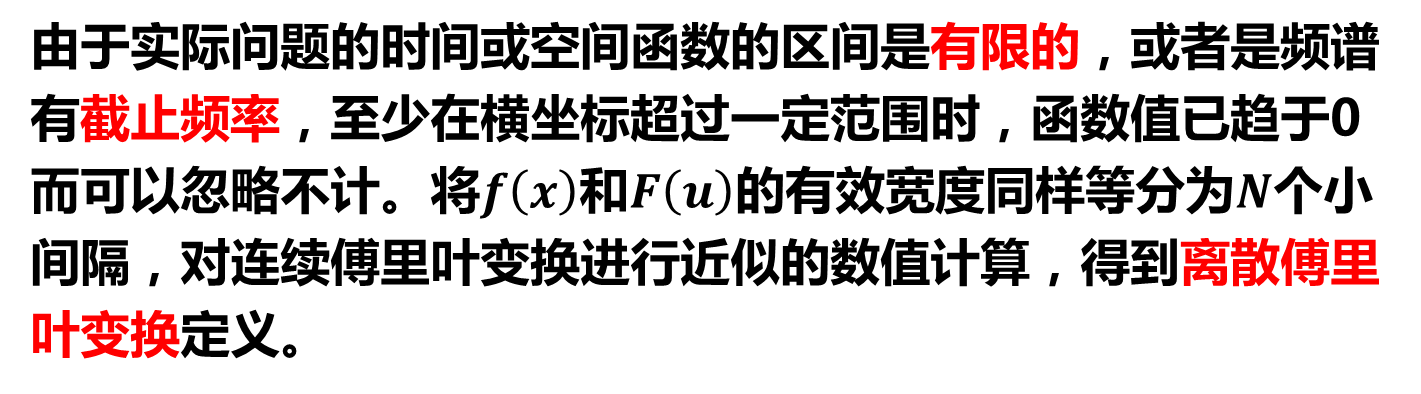 由于实际问题的时间或空间函数的区间是有限的，或者是频谱
有截止频率，至少在横坐标超过一定范围时，函数值已趋于0
而可以忽略不计。将f(x)和F(u)的有效宽度同样等分为N个小
间隔，对连续傅里叶变换进行近似的数值计算，得到离散傅里
叶变换定义。